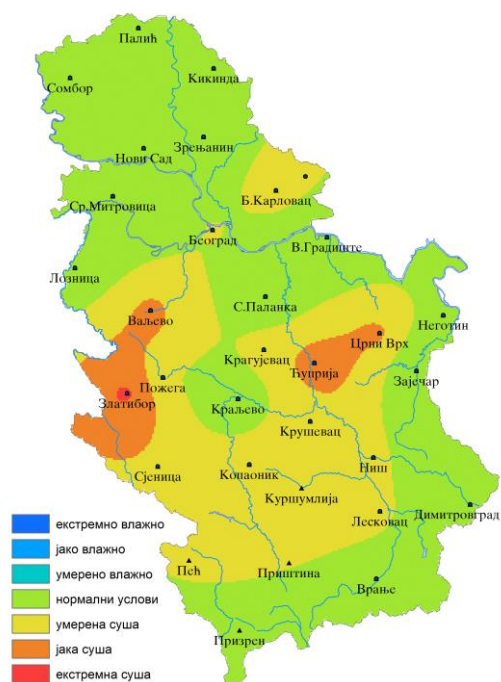 Палић
Кикинда
Сомбор
Зрењанин
Нови Сад
Ср.Митровица
Б.Карловац
Београд
В.Градиште
Лозница
С.Паланка
Ваљево
Неготин
Црни Врх
Крагујевац
Ћуприја
Зајечар
Пожега
Златибор
Краљево
Крушевац
Ниш
Сјеница
Копаоник
Куршумлија
Димитровград
Лесковац
Пећ
Приштина
Врање
Призрен
екстремно влажно
јако влажно
умерено влажно
нормални услови
умерена суша
јака суша
екстремна суша